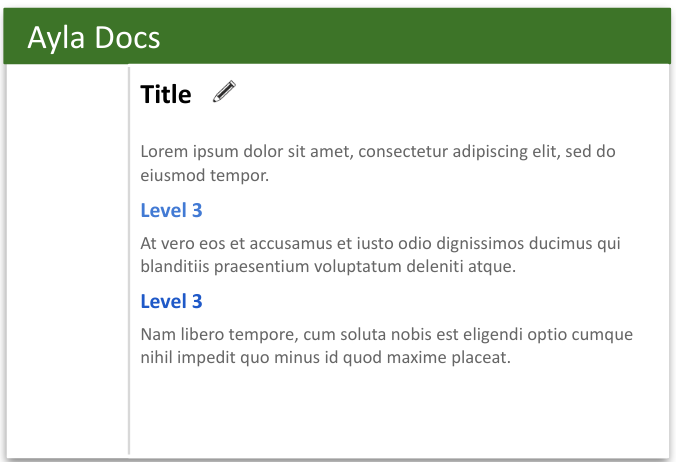 Ayla Docs
Title
Lorem ipsum dolor sit amet, consectetur adipiscing elit, sed do
eiusmod tempor.
Level 3
At vero eos et accusamus et iusto odio dignissimos ducimus qui
blanditiis praesentium voluptatum deleniti atque.
Level 3
Nam libero tempore, cum soluta nobis est eligendi optio cumque
nihil impedit quo minus id quod maxime placeat.